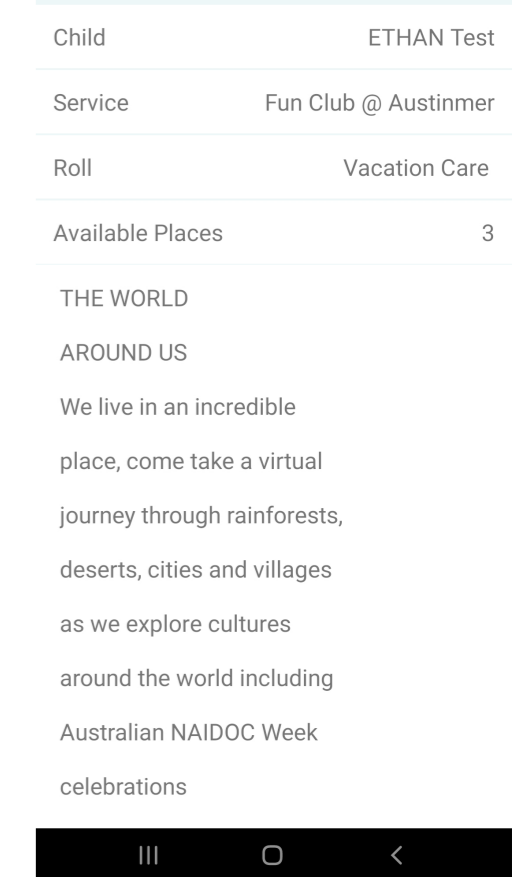 Child ETHAN Test
Service Fun Club @ Austinmer
Roll Vacation Care
Available Places 3
THE WORLD
AROUND US
We live in an incredible
place, come take a virtual
journey through rainforests,
deserts, cities and villages
as we explore cultures
around the world including
Australian NAIDOC Week
celebrations